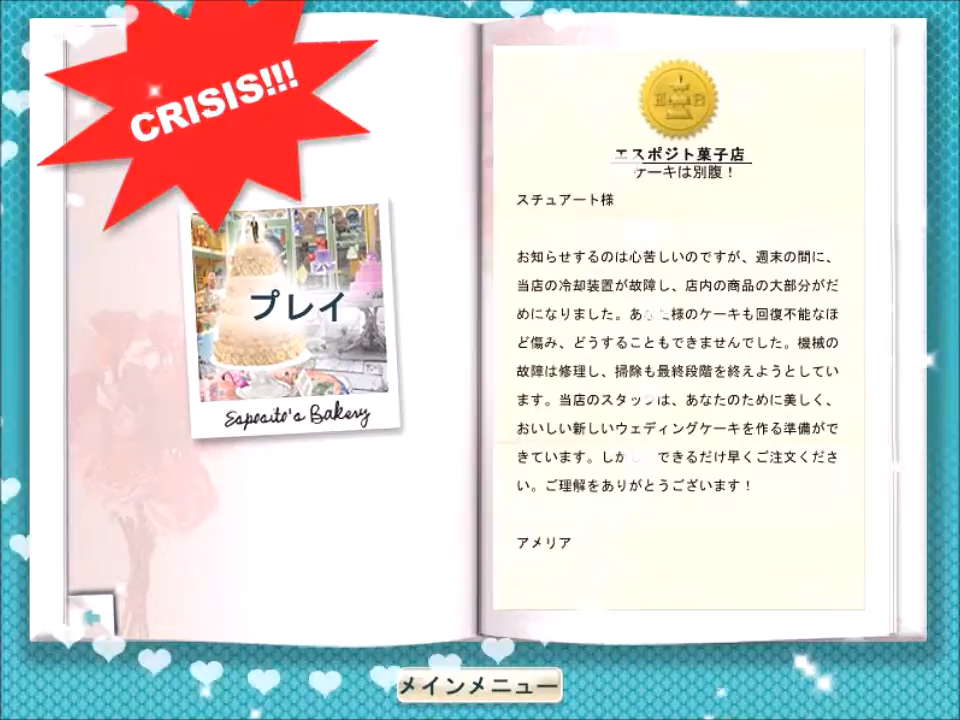 CRISIS!!!
プレイ
Esposito's Bakery
E B
エスポジト菓子店
ケーキは別腹！
スチュアート様
お知らせするのは心苦しいのですが、週末の間に、
当店の冷却装置が故障し、店内の商品の大部分がだ
めになりました。あなた様のケーキも回復不能なほ
ど傷み、どうすることもできませんでした。機械の
故障は修理し、掃除も最終段階を終えようとしてい
ます。当店のスタッフは、あなたのために美しく、
おいしい新しいウェディングケーキを作る準備がで
きています。しかし、できるだけ早くご注文くださ
い。ご理解をありがとうございます！
アメリア
メインメニュー